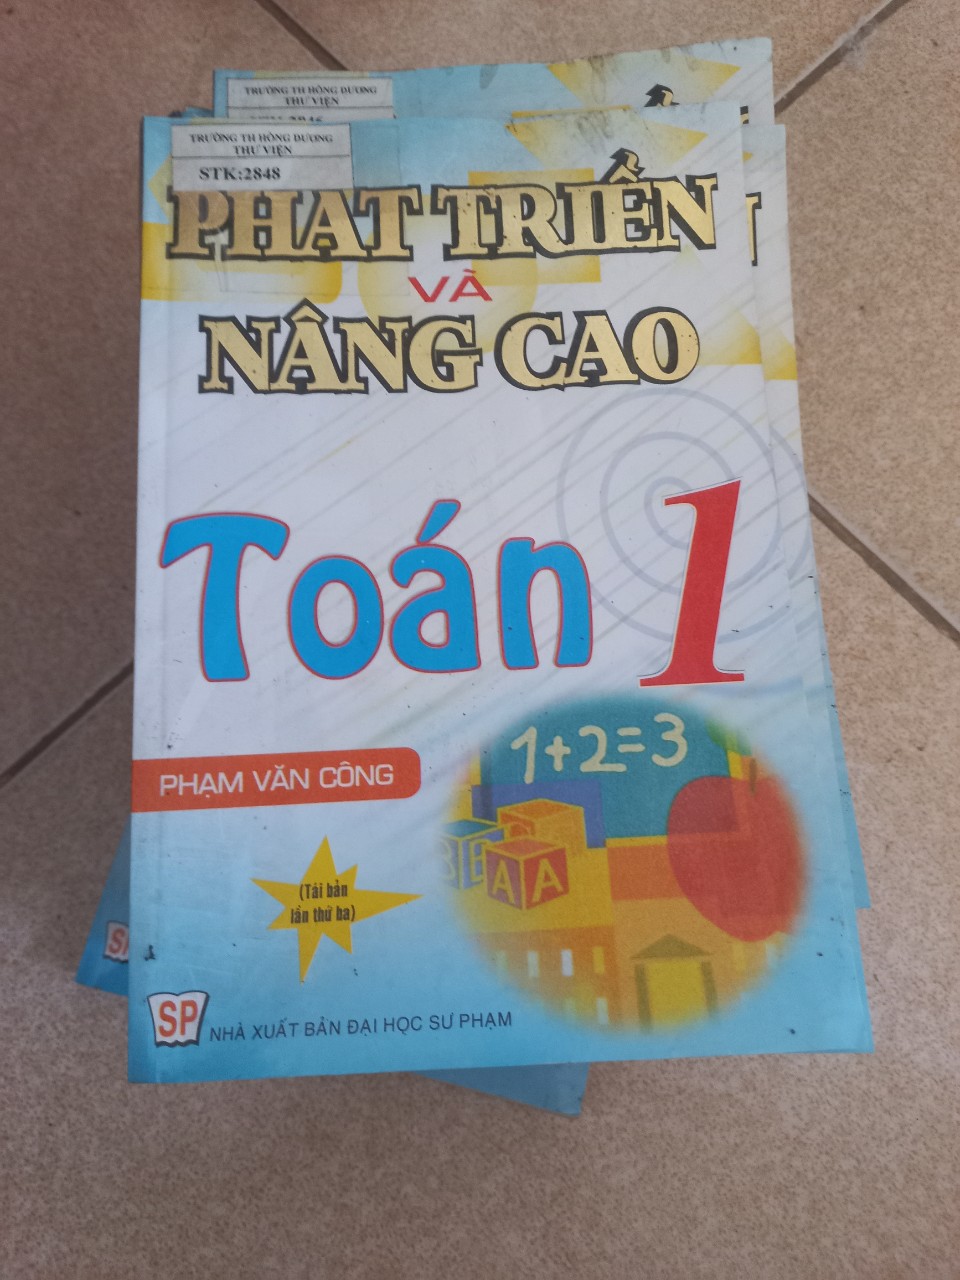 TRƯỜNG TH HỒNG DƯƠNG
THƯ VIỆN
TRƯỜNG TH HỒNG DƯƠNG
THƯ VIỆN
STK:2848
PHÁT TRIỂN
VÀ
NÂNG CAO
Toán 1
1+2=3
PHẠM VĂN CÔNG
B E A A
(Tái bản
lần thứ ba)
SP NHÀ XUẤT BẢN ĐẠI HỌC SƯ PHẠM